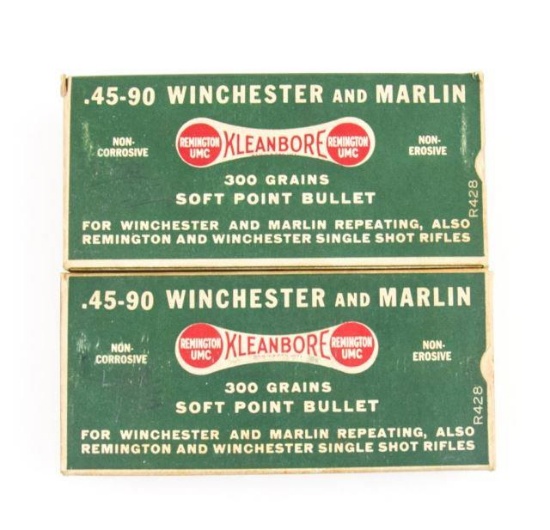 .45-90 WINCHESTER AND MARLIN
NON-CORROSIVE
REMINGTON UMC
KLEANBORE
REMINGTON UMC
NON-EROSIVE
300 GRAINS
SOFT POINT BULLET
R428
FOR WINCHESTER AND MARLIN REPEATING, ALSO
REMINGTON AND WINCHESTER SINGLE SHOT RIFLES
.45-90 WINCHESTER AND MARLIN
NON-CORROSIVE
REMINGTON UMC
KLEANBORE
REMINGTON UMC
NON-EROSIVE
300 GRAINS
SOFT POINT BULLET
R428
FOR WINCHESTER AND MARLIN REPEATING, ALSO
REMINGTON AND WINCHESTER SINGLE SHOT RIFLES